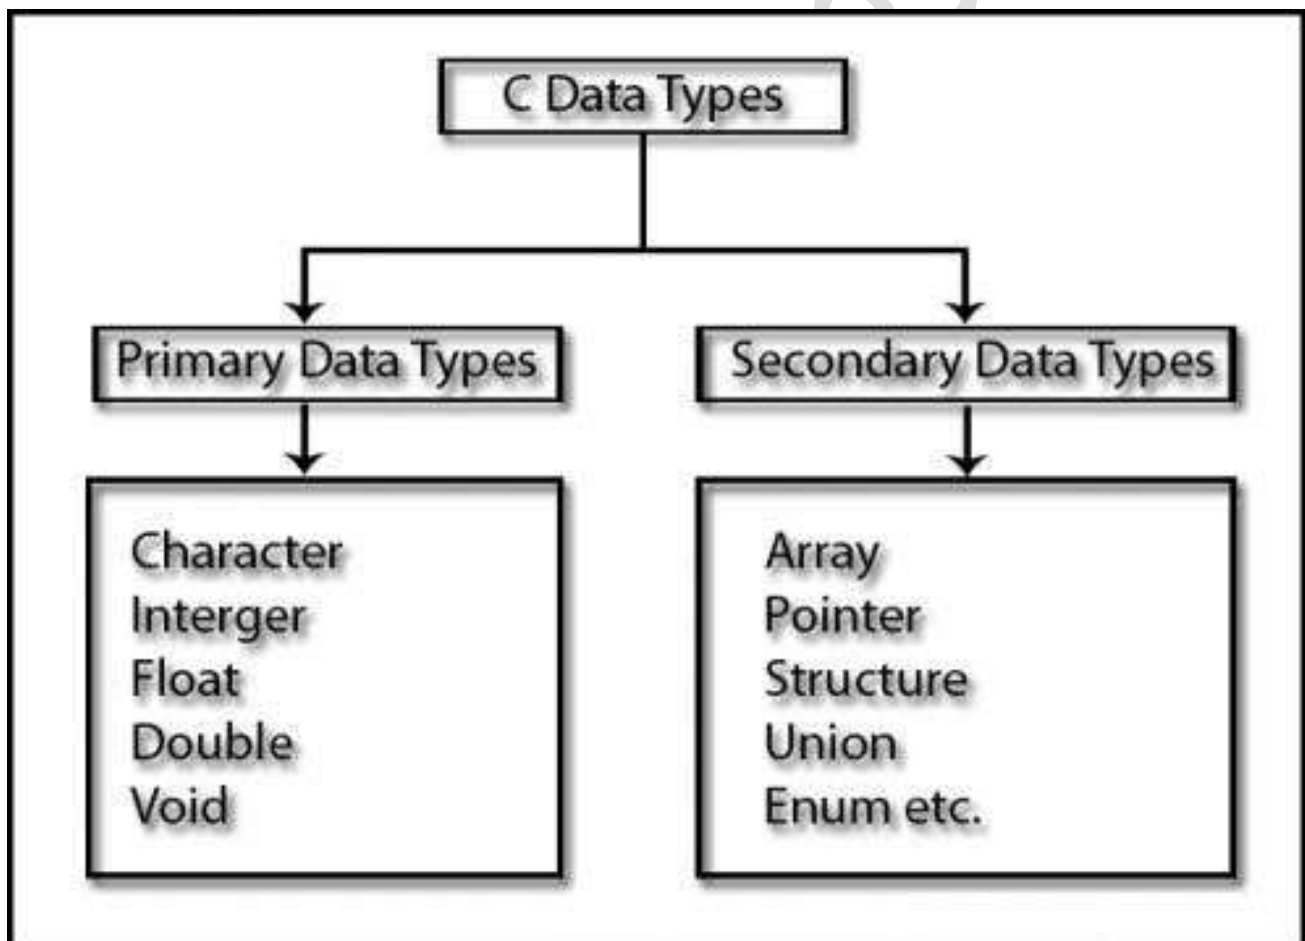 C Data Types
Primary Data Types
Secondary Data Types
Character
Interger
Float
Double
Void
Array
Pointer
Structure
Union
Enum etc.